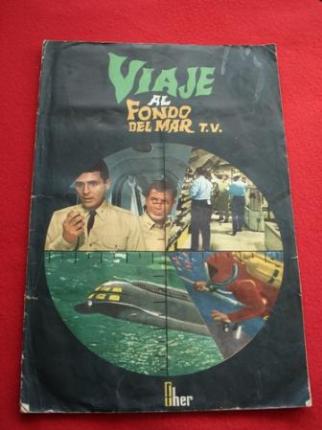 VIAJE
AL
FONDO
DEL MAR T.V.
fher